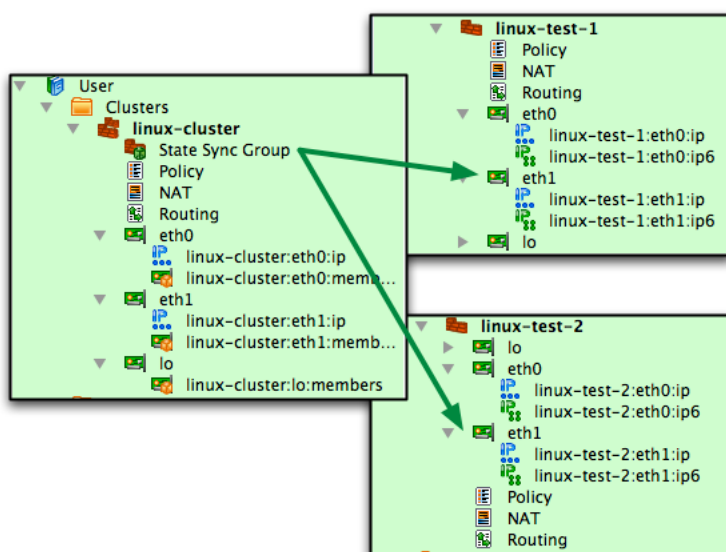 User
Clusters
linux-cluster
State Sync Group
Policy
NAT
Routing
eth0
linux-cluster:eth0:ip
linux-cluster:eth0:memb...
eth1
linux-cluster:eth1:ip
linux-cluster:eth1:memb...
lo
linux-cluster:lo:members
linux-test-1
Policy
NAT
Routing
eth0
linux-test-1:eth0:ip
linux-test-1:eth0:ip6
eth1
linux-test-1:eth1:ip
linux-test-1:eth1:ip6
lo
linux-test-2
lo
eth0
linux-test-2:eth0:ip
linux-test-2:eth0:ip6
eth1
linux-test-2:eth1:ip
linux-test-2:eth1:ip6
Policy
NAT
Routing